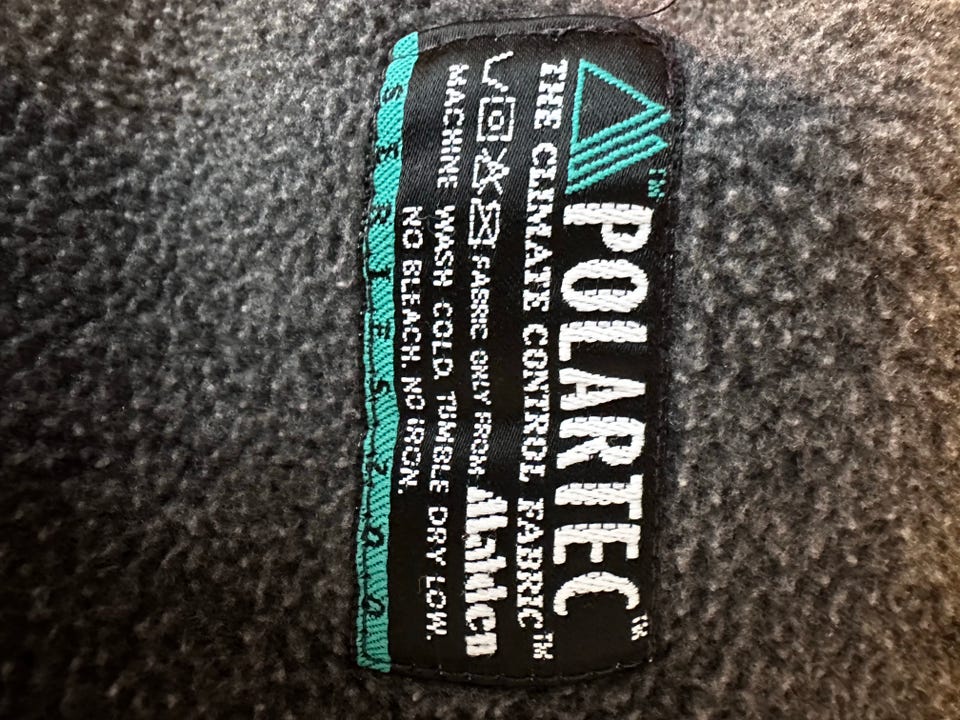 POLARTEC™
THE CLIMATE CONTROL FABRIC™
FABRIC ONLY FROM Malden
MACHINE WASH COLD. TUMBLE DRY LOW.
NO BLEACH. NO IRON.
SERIES 200